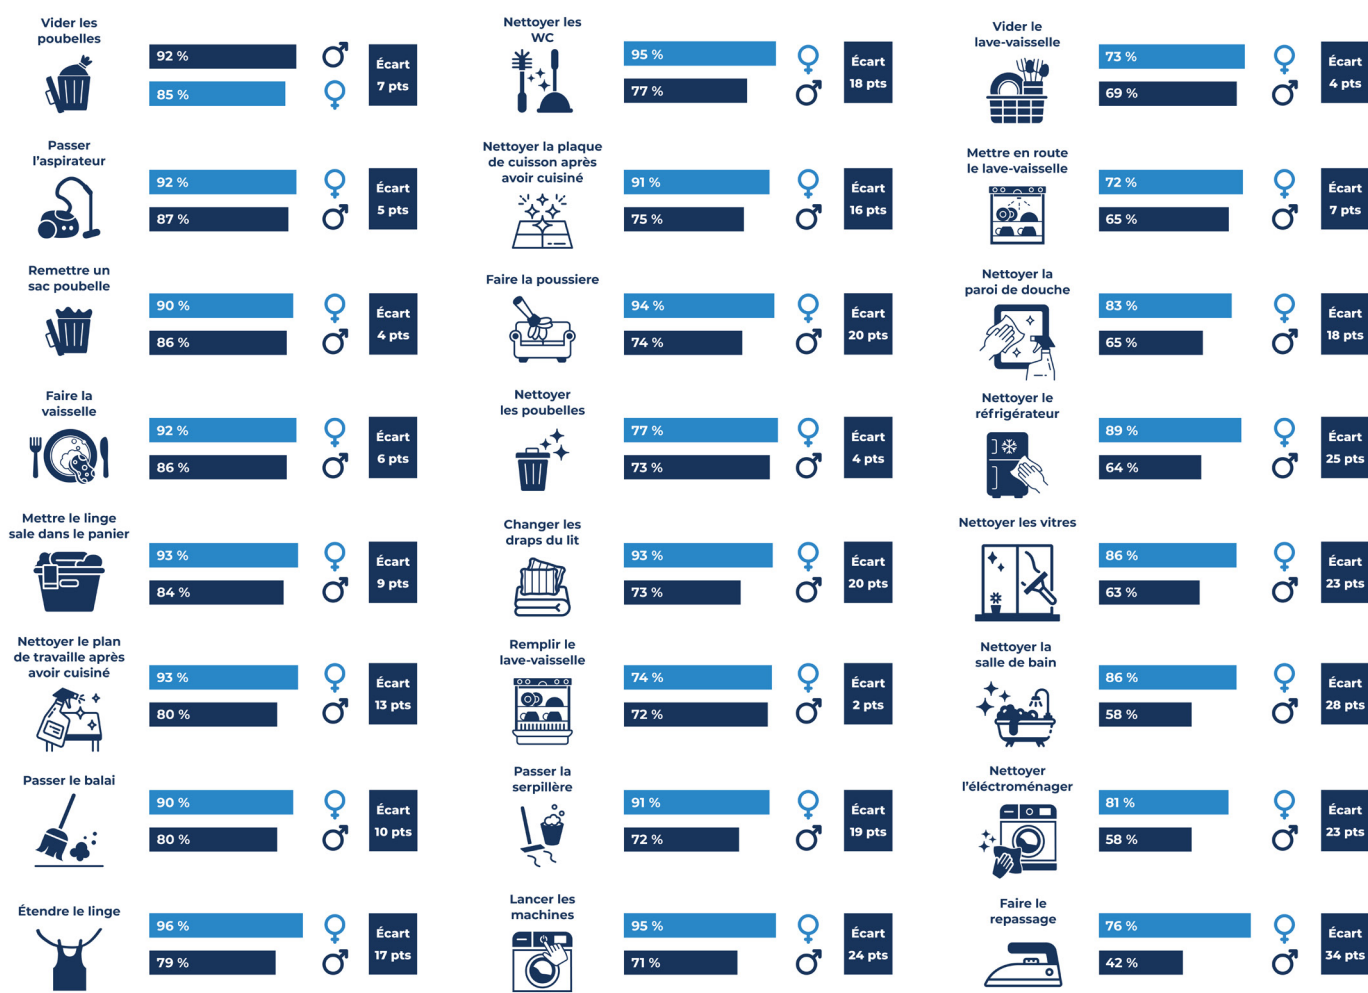 Vider les
poubelles
92 %
85 %
Écart
7 pts
Passer
l'aspirateur
92 %
87 %
Écart
5 pts
Remettre un
sac poubelle
90 %
86 %
Écart
4 pts
Faire la
vaisselle
92 %
86 %
Écart
6 pts
Mettre le linge
sale dans le panier
93 %
84 %
Écart
9 pts
Nettoyer le plan
de travaille après
avoir cuisiné
93 %
80 %
Écart
13 pts
Passer le balai
90 %
80 %
Écart
10 pts
Étendre le linge
96 %
79 %
Écart
17 pts
Nettoyer les
WC
95 %
77 %
Écart
18 pts
Nettoyer la plaque
de cuisson après
avoir cuisiné
91 %
75 %
Écart
16 pts
Faire la poussiere
94 %
74 %
Écart
20 pts
Nettoyer
les poubelles
77 %
73 %
Écart
4 pts
Changer les
draps du lit
93 %
73 %
Écart
20 pts
Remplir le
lave-vaisselle
74 %
72 %
Écart
2 pts
Passer la
serpillère
91 %
72 %
Écart
19 pts
Lancer les
machines
95 %
71 %
Écart
24 pts
Vider le
lave-vaisselle
73 %
69 %
Écart
4 pts
Mettre en route
le lave-vaisselle
72 %
65 %
Écart
7 pts
Nettoyer la
paroi de douche
83 %
65 %
Écart
18 pts
Nettoyer le
réfrigérateur
89 %
64 %
Écart
25 pts
Nettoyer les vitres
86 %
63 %
Écart
23 pts
Nettoyer la
salle de bain
86 %
58 %
Écart
28 pts
Nettoyer
l'éléctroménager
81 %
58 %
Écart
23 pts
Faire le
repassage
76 %
42 %
Écart
34 pts